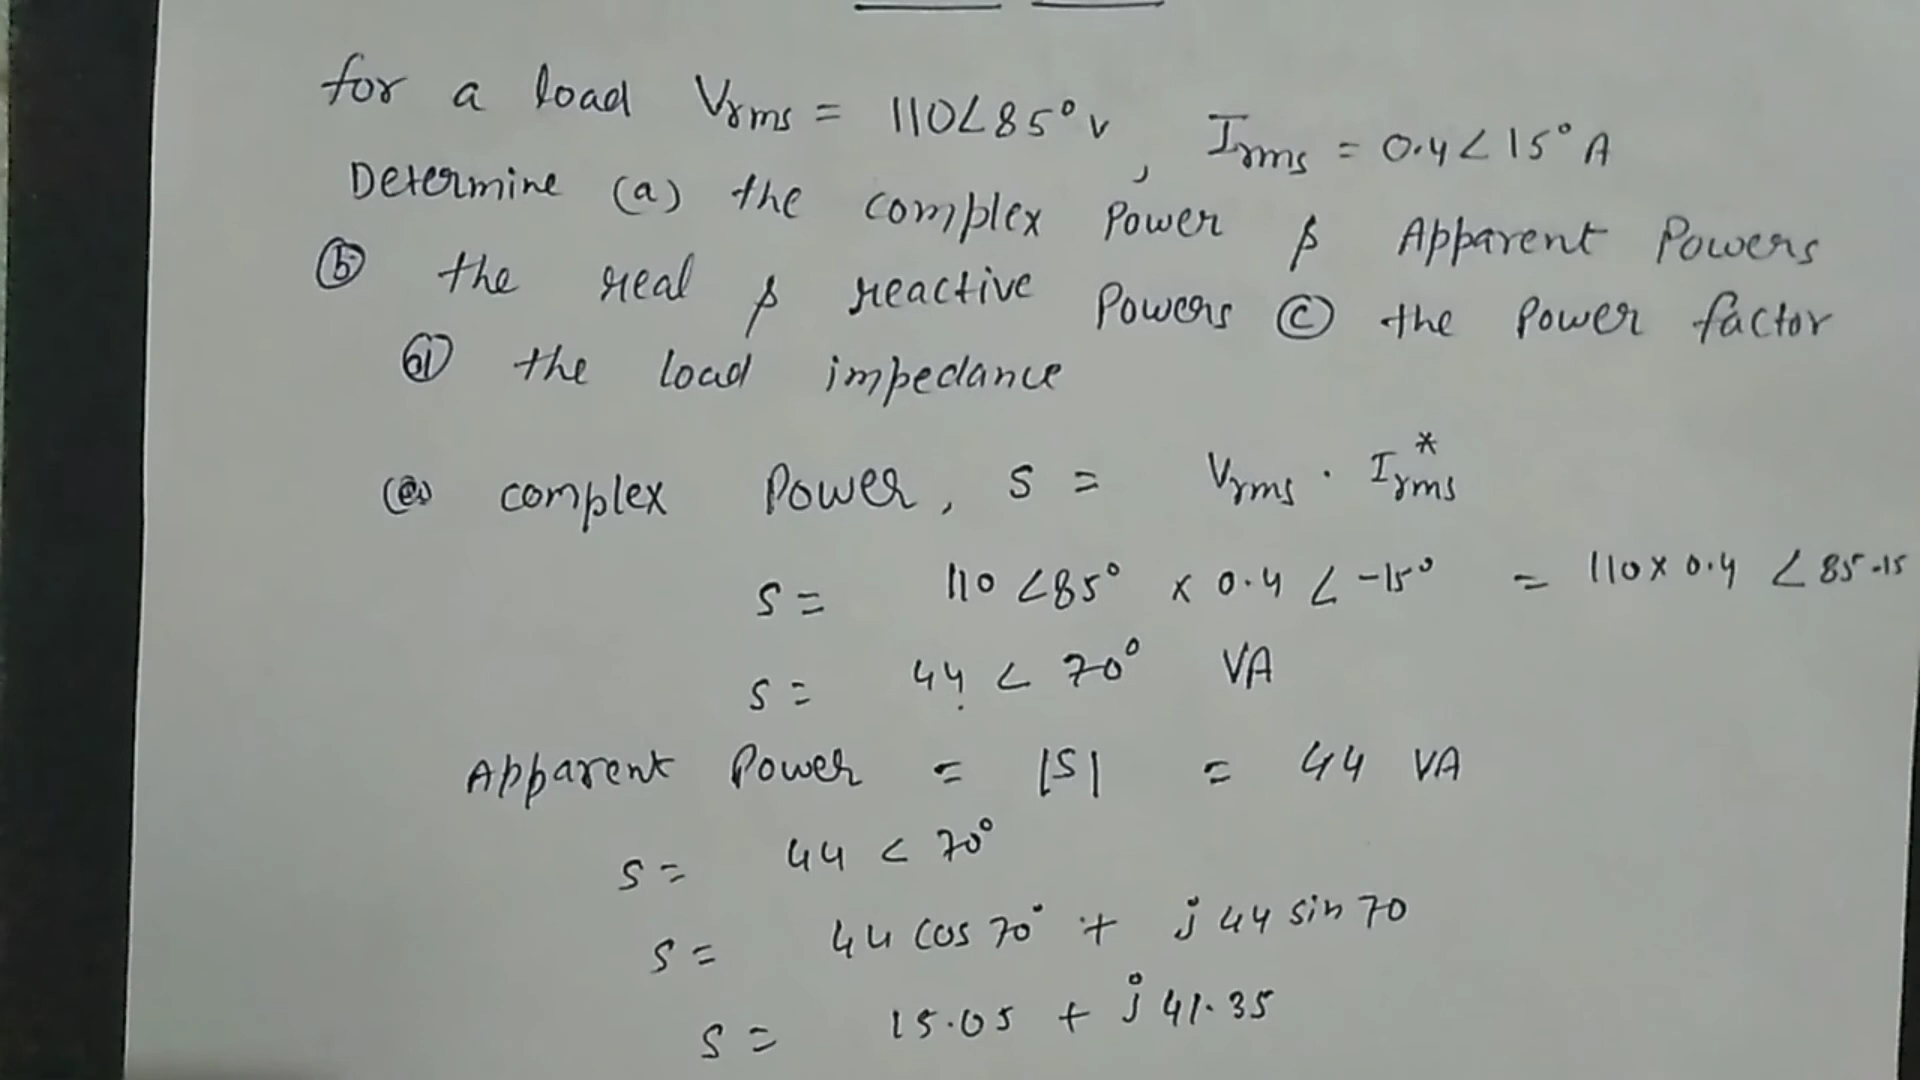 for a load Vrms = 110∠85° v, Irms = 0.4∠15° A
Determine (a) the complex Power & Apparent Powers
ⓑ the real & reactive Powers ⓒ the Power factor
ⓓ the load impedance
(a) complex Power, S = Vrms · Irms*
S = 110 ∠85° x 0.4 ∠-15° = 110 x 0.4 ∠85-15
S = 44 ∠ 70° VA
Apparent Power = |S| = 44 VA
S = 44 < 70°
S = 44 cos 70° + j 44 sin 70
S = 15.05 + j 41.35